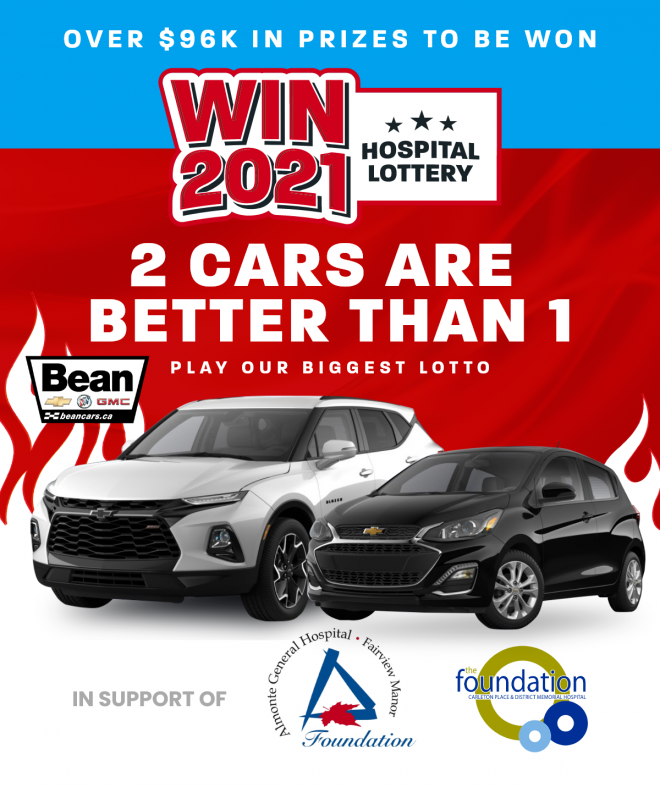 OVER $96K IN PRIZES TO BE WON
WIN
2021
HOSPITAL
LOTTERY
2 CARS ARE
BETTER THAN 1
PLAY OUR BIGGEST LOTTO
Bean
GMC
beancars.ca
BLAZER
IN SUPPORT OF
Almonte General Hospital • Fairview Manor
Foundation
the
foundation
CARLETON PLACE & DISTRICT MEMORIAL HOSPITAL